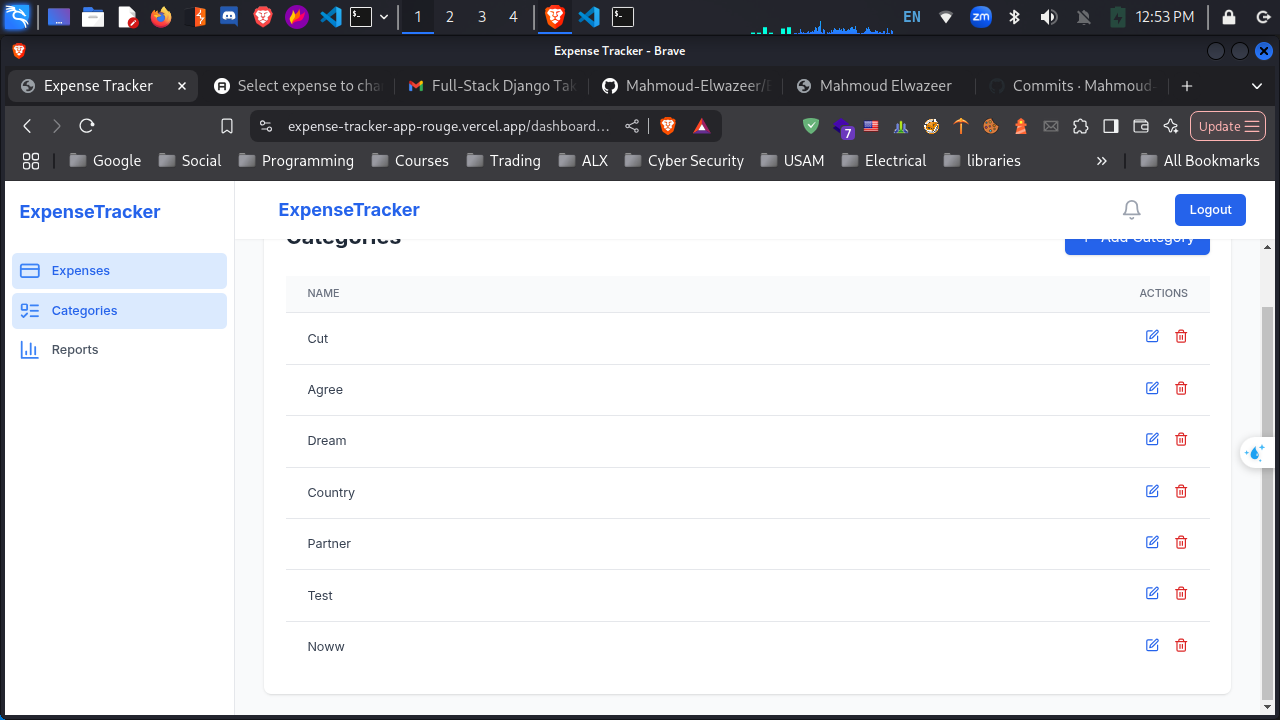 1 2 3 4 EN zm 12:53 PM
Expense Tracker - Brave
Expense Tracker Select expense to cha Full-Stack Django Tak Mahmoud-Elwazeer/E Mahmoud Elwazeer Commits · Mahmoud-
expense-tracker-app-rouge.vercel.app/dashboard... 7 Update
Google Social Programming Courses Trading ALX Cyber Security USAM Electrical libraries » All Bookmarks
ExpenseTracker
Expenses
Categories
Reports
ExpenseTracker Logout
Categories + Add Category
NAME ACTIONS
Cut
Agree
Dream
Country
Partner
Test
Noww